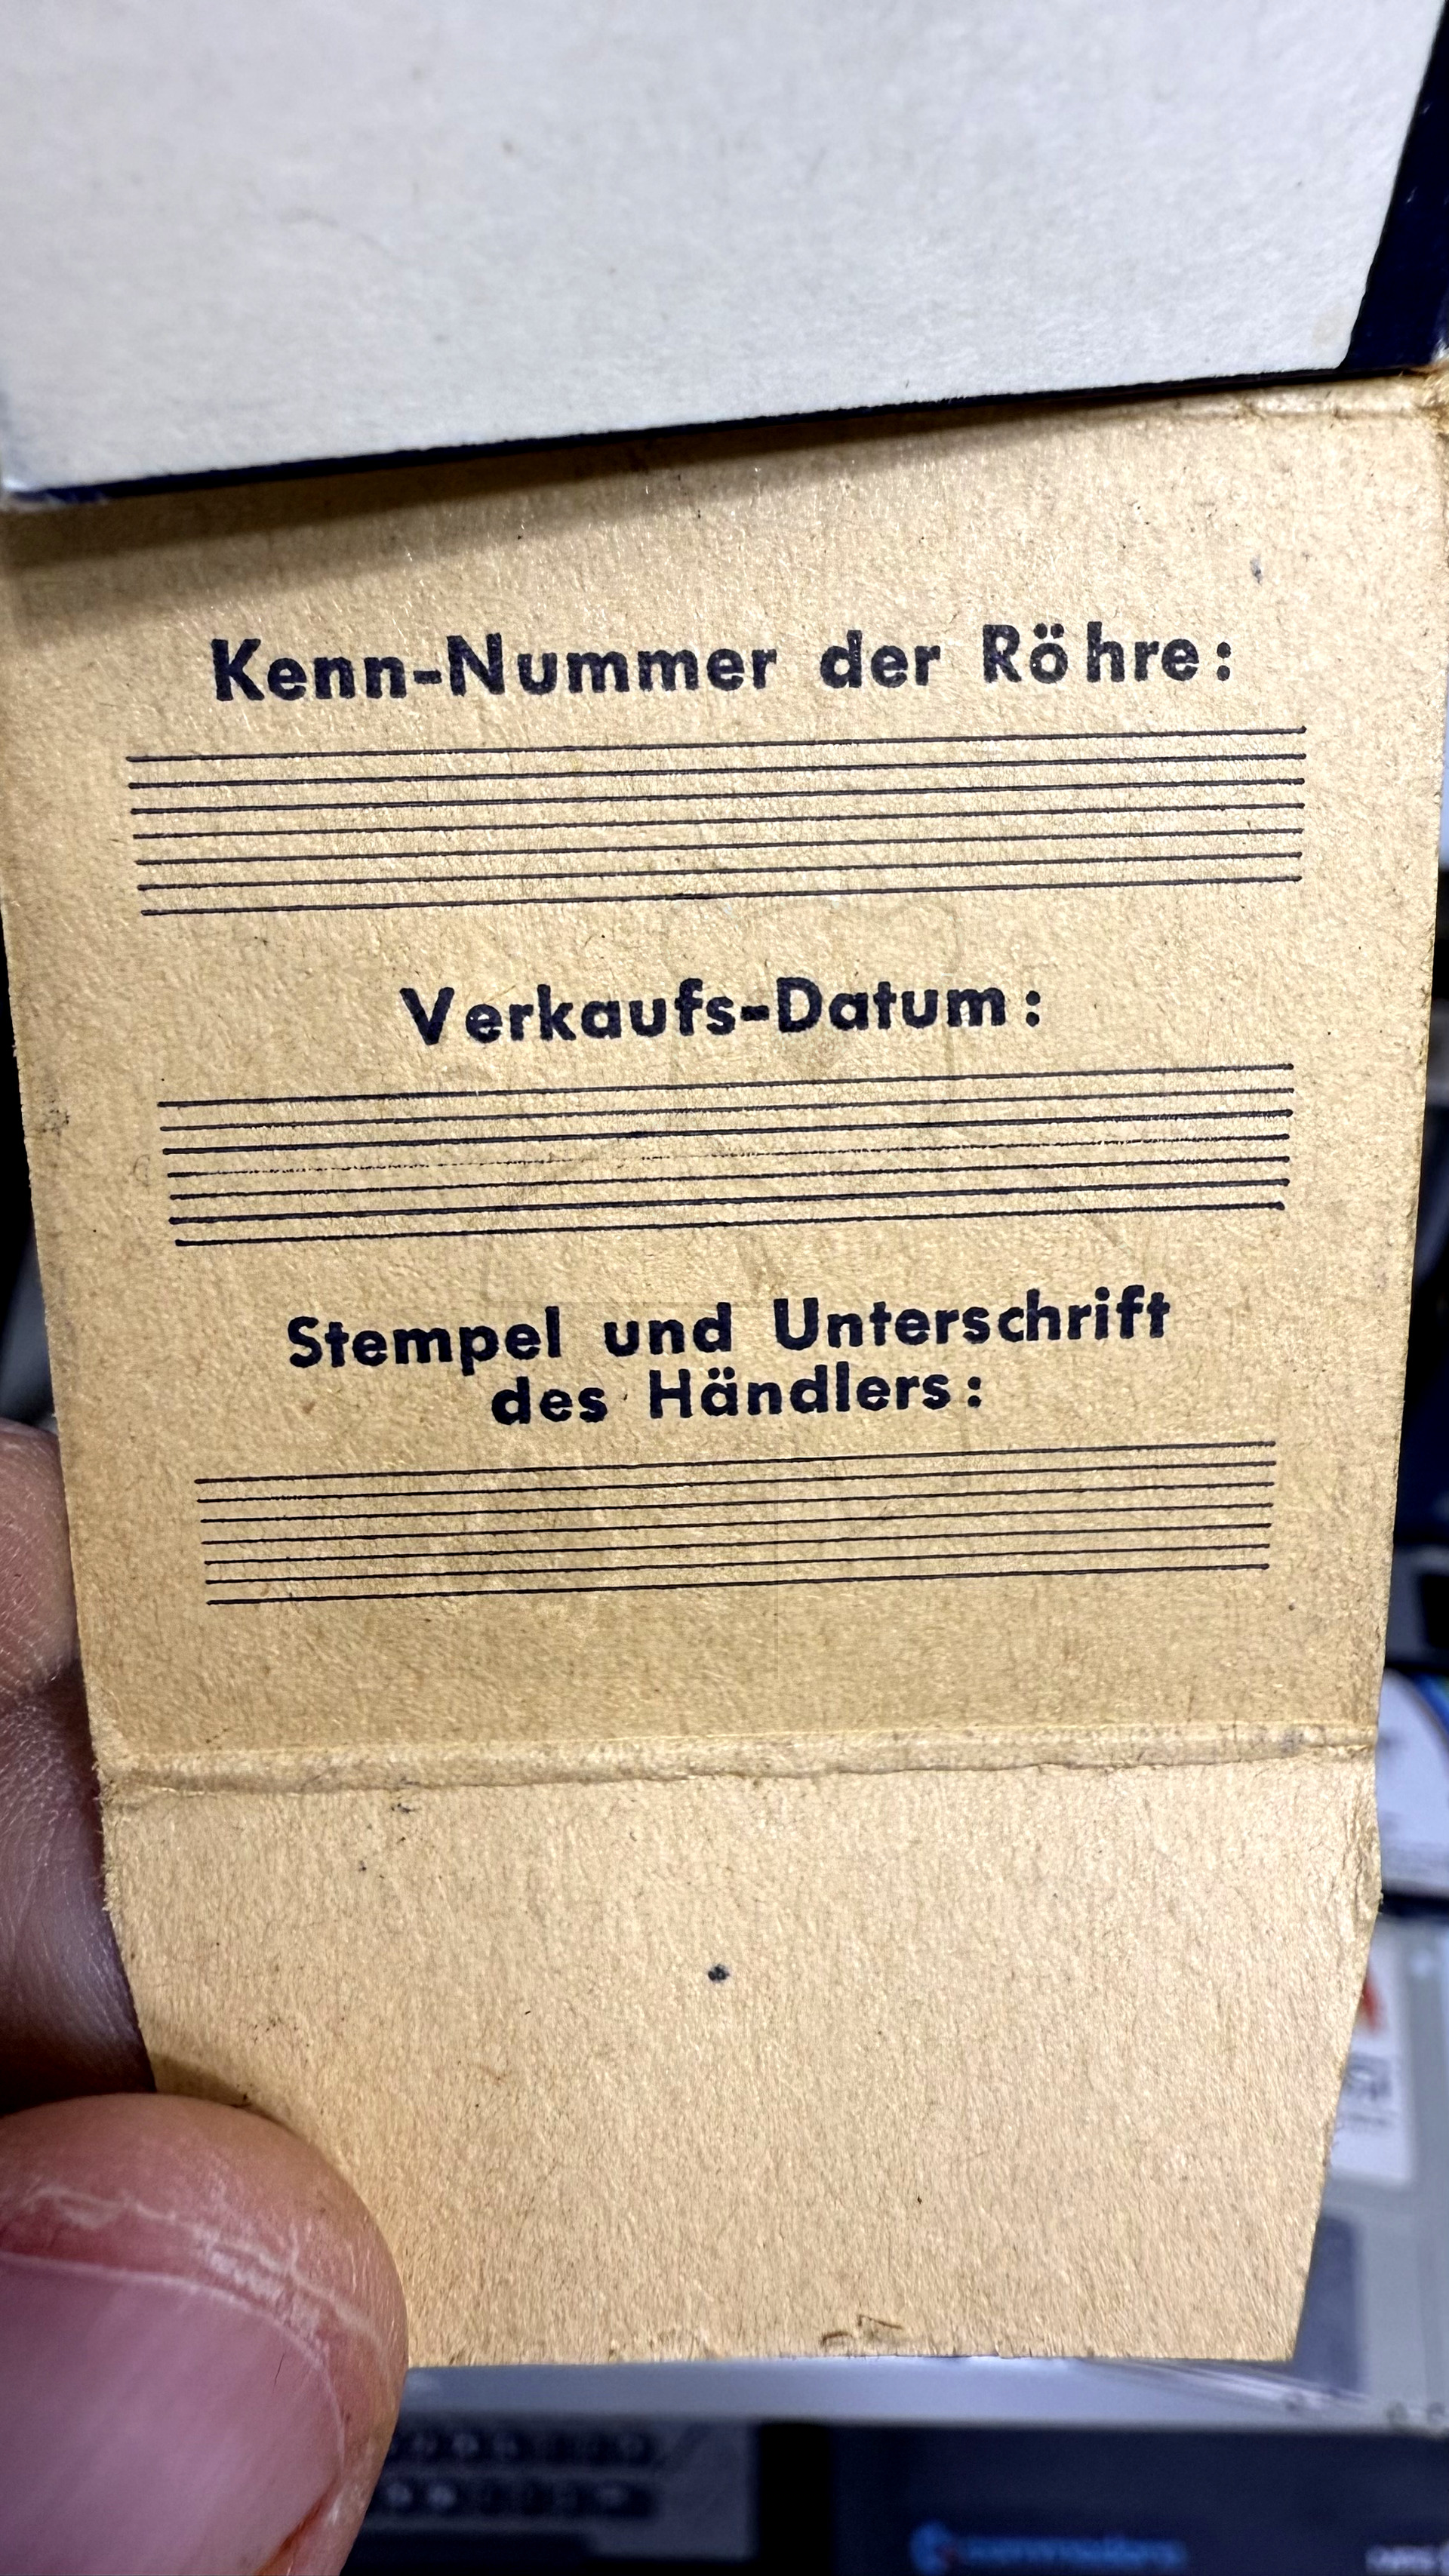 Kenn-Nummer der Röhre:
Verkaufs-Datum:
Stempel und Unterschrift
des Händlers: